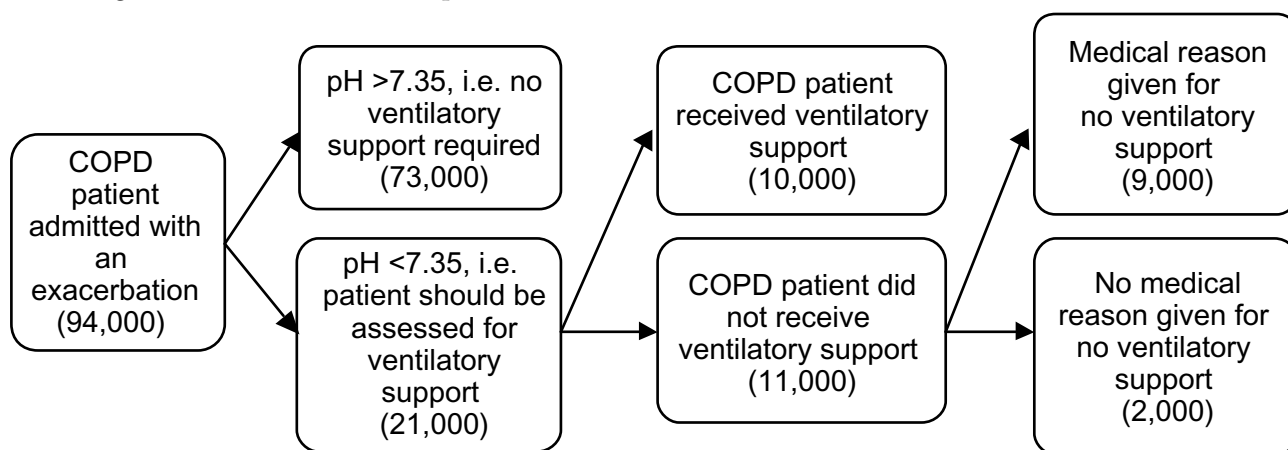 COPD
patient
admitted with
an
exacerbation
(94,000)
pH >7.35, i.e. no
ventilatory
support required
(73,000)
pH <7.35, i.e.
patient should be
assessed for
ventilatory
support
(21,000)
COPD patient
received ventilatory
support
(10,000)
COPD patient did
not receive
ventilatory support
(11,000)
Medical reason
given for
no ventilatory
support
(9,000)
No medical
reason given for
no ventilatory
support
(2,000)